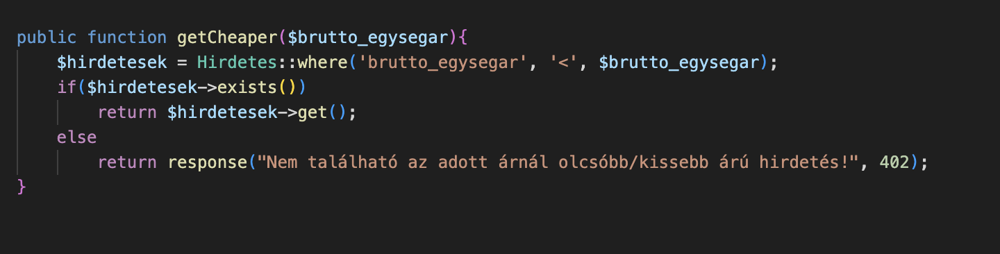 public function getCheaper($brutto_egysegar){
    $hirdetesek = Hirdetes::where('brutto_egysegar', '<', $brutto_egysegar);
    if($hirdetesek->exists())
        return $hirdetesek->get();
    else
        return response("Nem található az adott árnál olcsóbb/kissebb árú hirdetés!", 402);
}